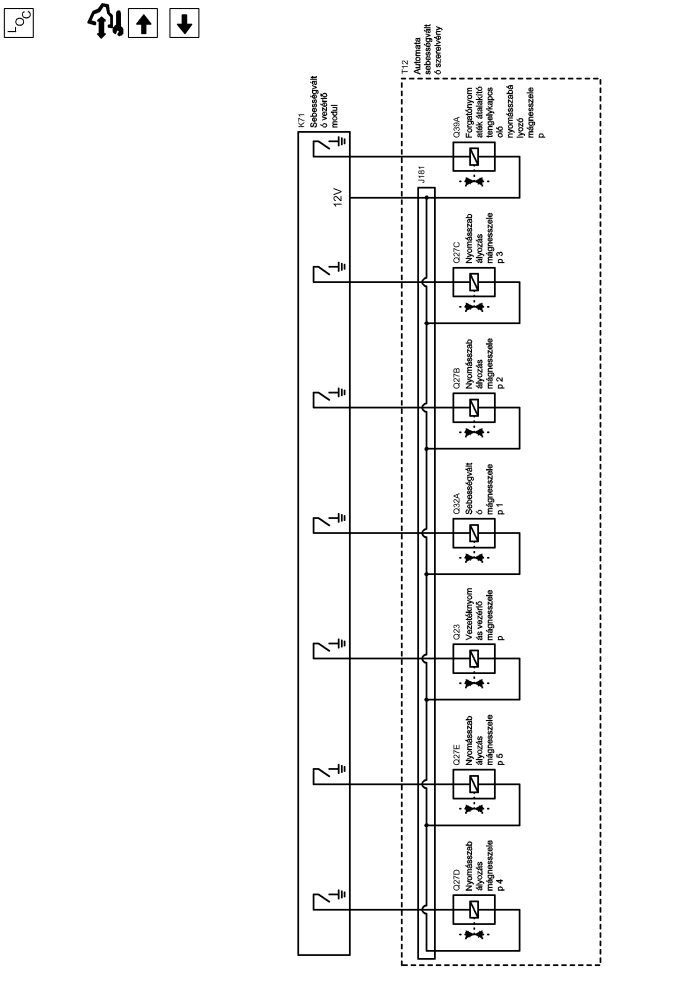 LOC
K71
Sebességvált
ó vezérlő
modul
12V
T12
Automata
sebességvált
ó szerelvény
J181
Q39A
Forgatónyom
aték átalakító
tengelykapcs
oló
nyomásszabá
lyozó
mágnesszele
p
Q27C
Nyomásszab
ályozás
mágnesszele
p 3
Q27B
Nyomásszab
ályozás
mágnesszele
p 2
Q32A
Sebességvált
ó
mágnesszele
p 1
Q23
Vezetéknyom
ás vezérlő
mágnesszele
p
Q27E
Nyomásszab
ályozás
mágnesszele
p 5
Q27D
Nyomásszab
ályozás
mágnesszele
p 4